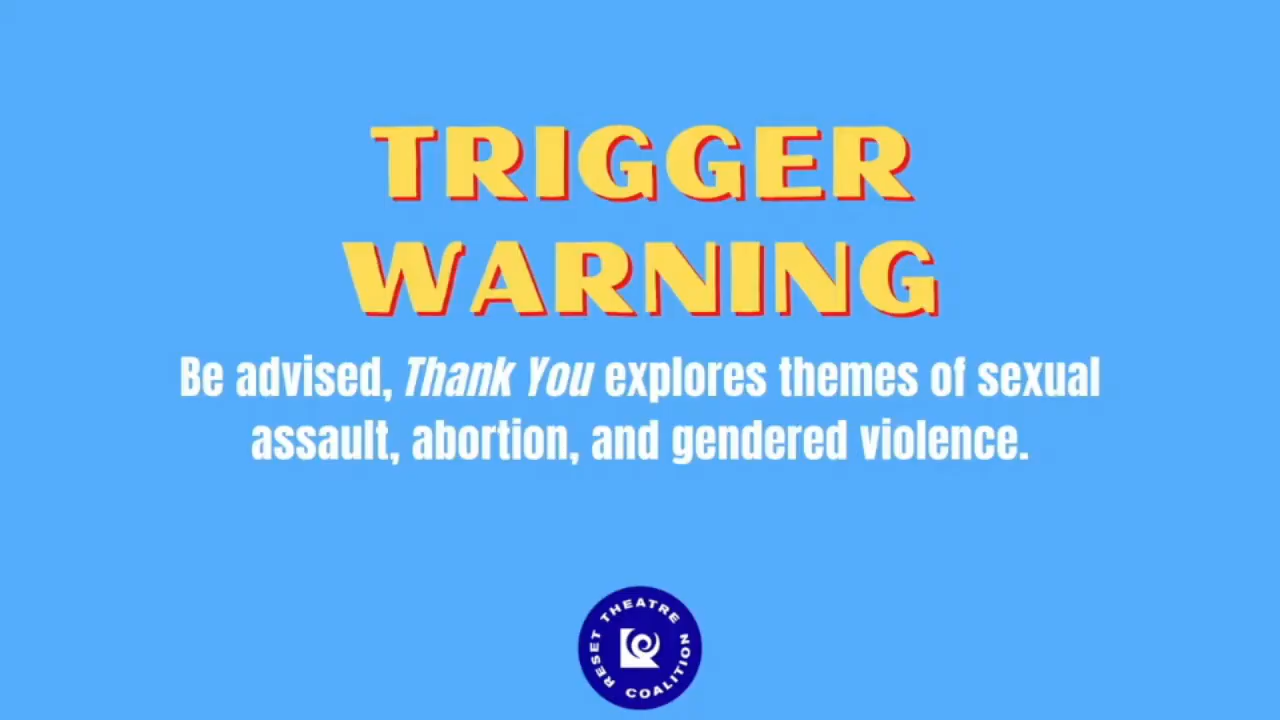 TRIGGER
WARNING
Be advised, Thank You explores themes of sexual
assault, abortion, and gendered violence.
RESET THEATRE COALITION